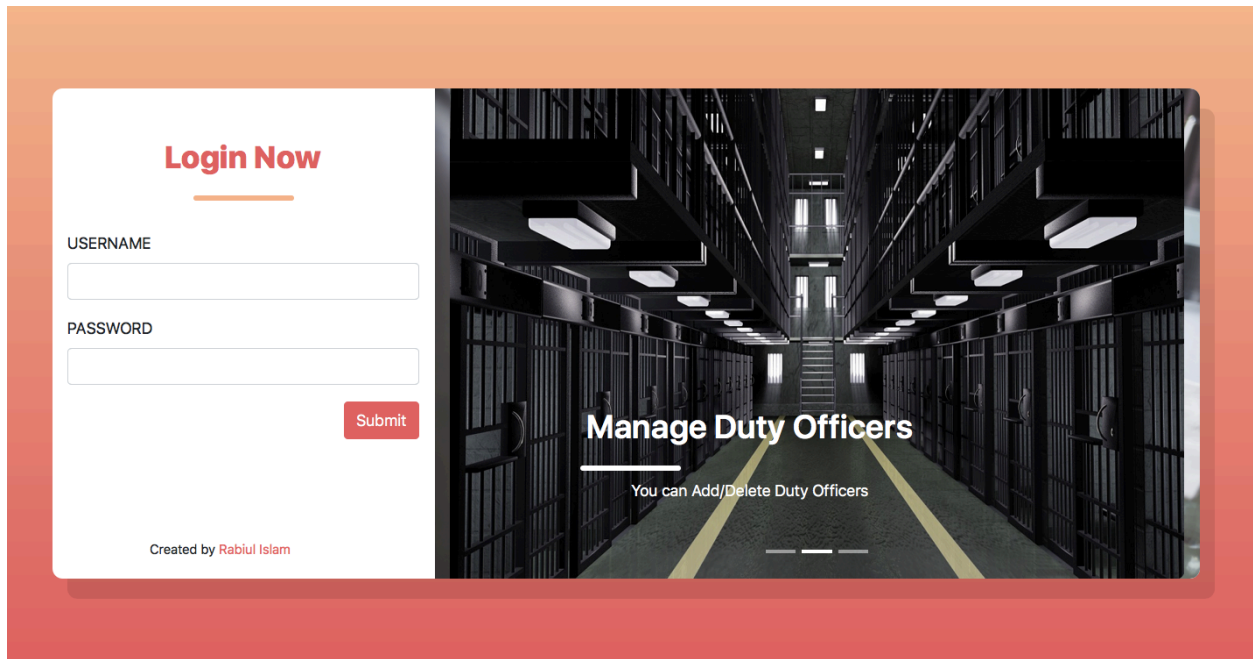 Login Now
USERNAME
PASSWORD
Submit
Created by Rabiul Islam
Manage Duty Officers
You can Add/Delete Duty Officers